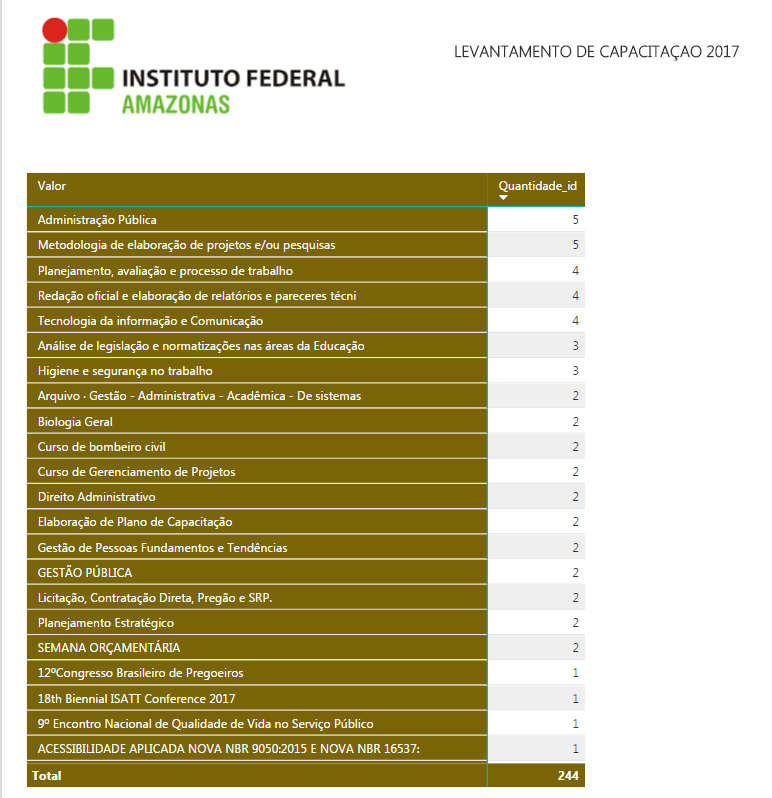 INSTITUTO FEDERAL
AMAZONAS
LEVANTAMENTO DE CAPACITAÇAO 2017
Valor Quantidade_id
Administração Pública 5
Metodologia de elaboração de projetos e/ou pesquisas 5
Planejamento, avaliação e processo de trabalho 4
Redação oficial e elaboração de relatórios e pareceres técni 4
Tecnologia da informação e Comunicação 4
Análise de legislação e normatizações nas áreas da Educação 3
Higiene e segurança no trabalho 3
Arquivo · Gestão - Administrativa - Acadêmica - De sistemas 2
Biologia Geral 2
Curso de bombeiro civil 2
Curso de Gerenciamento de Projetos 2
Direito Administrativo 2
Elaboração de Plano de Capacitação 2
Gestão de Pessoas Fundamentos e Tendências 2
GESTÃO PÚBLICA 2
Licitação, Contratação Direta, Pregão e SRP. 2
Planejamento Estratégico 2
SEMANA ORÇAMENTÁRIA 2
12ºCongresso Brasileiro de Pregoeiros 1
18th Biennial ISATT Conference 2017 1
9º Encontro Nacional de Qualidade de Vida no Serviço Público 1
ACESSIBILIDADE APLICADA NOVA NBR 9050:2015 E NOVA NBR 16537: 1
Total 244